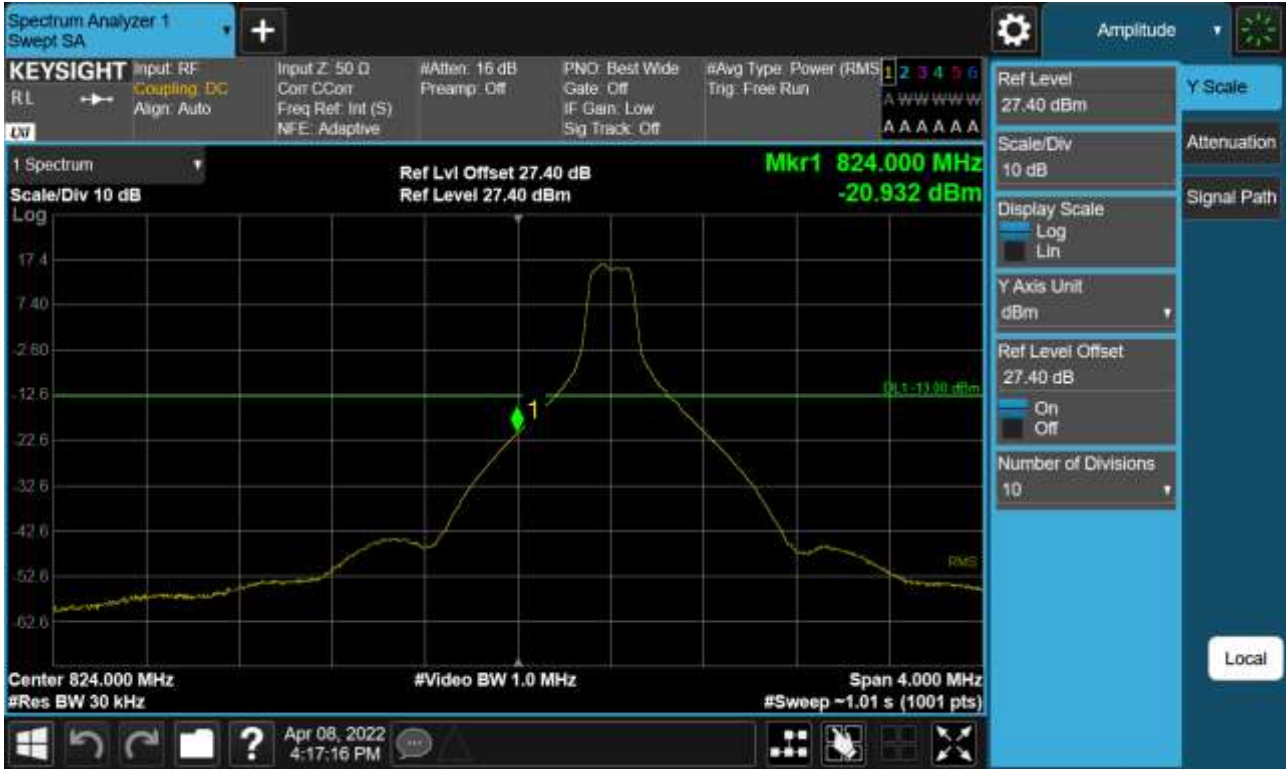 Spectrum Analyzer 1
Swept SA
+
Amplitude
KEYSIGHT
RL
LXI
Input: RF
Coupling: DC
Align: Auto
Input Z: 50 Ω
Corr CCorr
Freq Ref: Int (S)
NFE: Adaptive
#Atten: 16 dB
Preamp: Off
PNO: Best Wide
Gate: Off
IF Gain: Low
Sig Track: Off
#Avg Type: Power (RMS
Trig: Free Run
1 2 3 4 5 6
A W W W W W
A A A A A A
1 Spectrum
Scale/Div 10 dB
Ref Lvl Offset 27.40 dB
Ref Level 27.40 dBm
Mkr1 824.000 MHz
-20.932 dBm
Log
17.4
7.40
-2.60
-12.6
-22.6
-32.6
-42.6
-52.6
-62.6
DL1 -13.00 dBm
1
RMS
Center 824.000 MHz
#Res BW 30 kHz
#Video BW 1.0 MHz
Span 4.000 MHz
#Sweep ~1.01 s (1001 pts)
Ref Level
27.40 dBm
Scale/Div
10 dB
Display Scale
Log
Lin
Y Axis Unit
dBm
Ref Level Offset
27.40 dB
On
Off
Number of Divisions
10
Y Scale
Attenuation
Signal Path
Local
?
Apr 08, 2022
4:17:16 PM